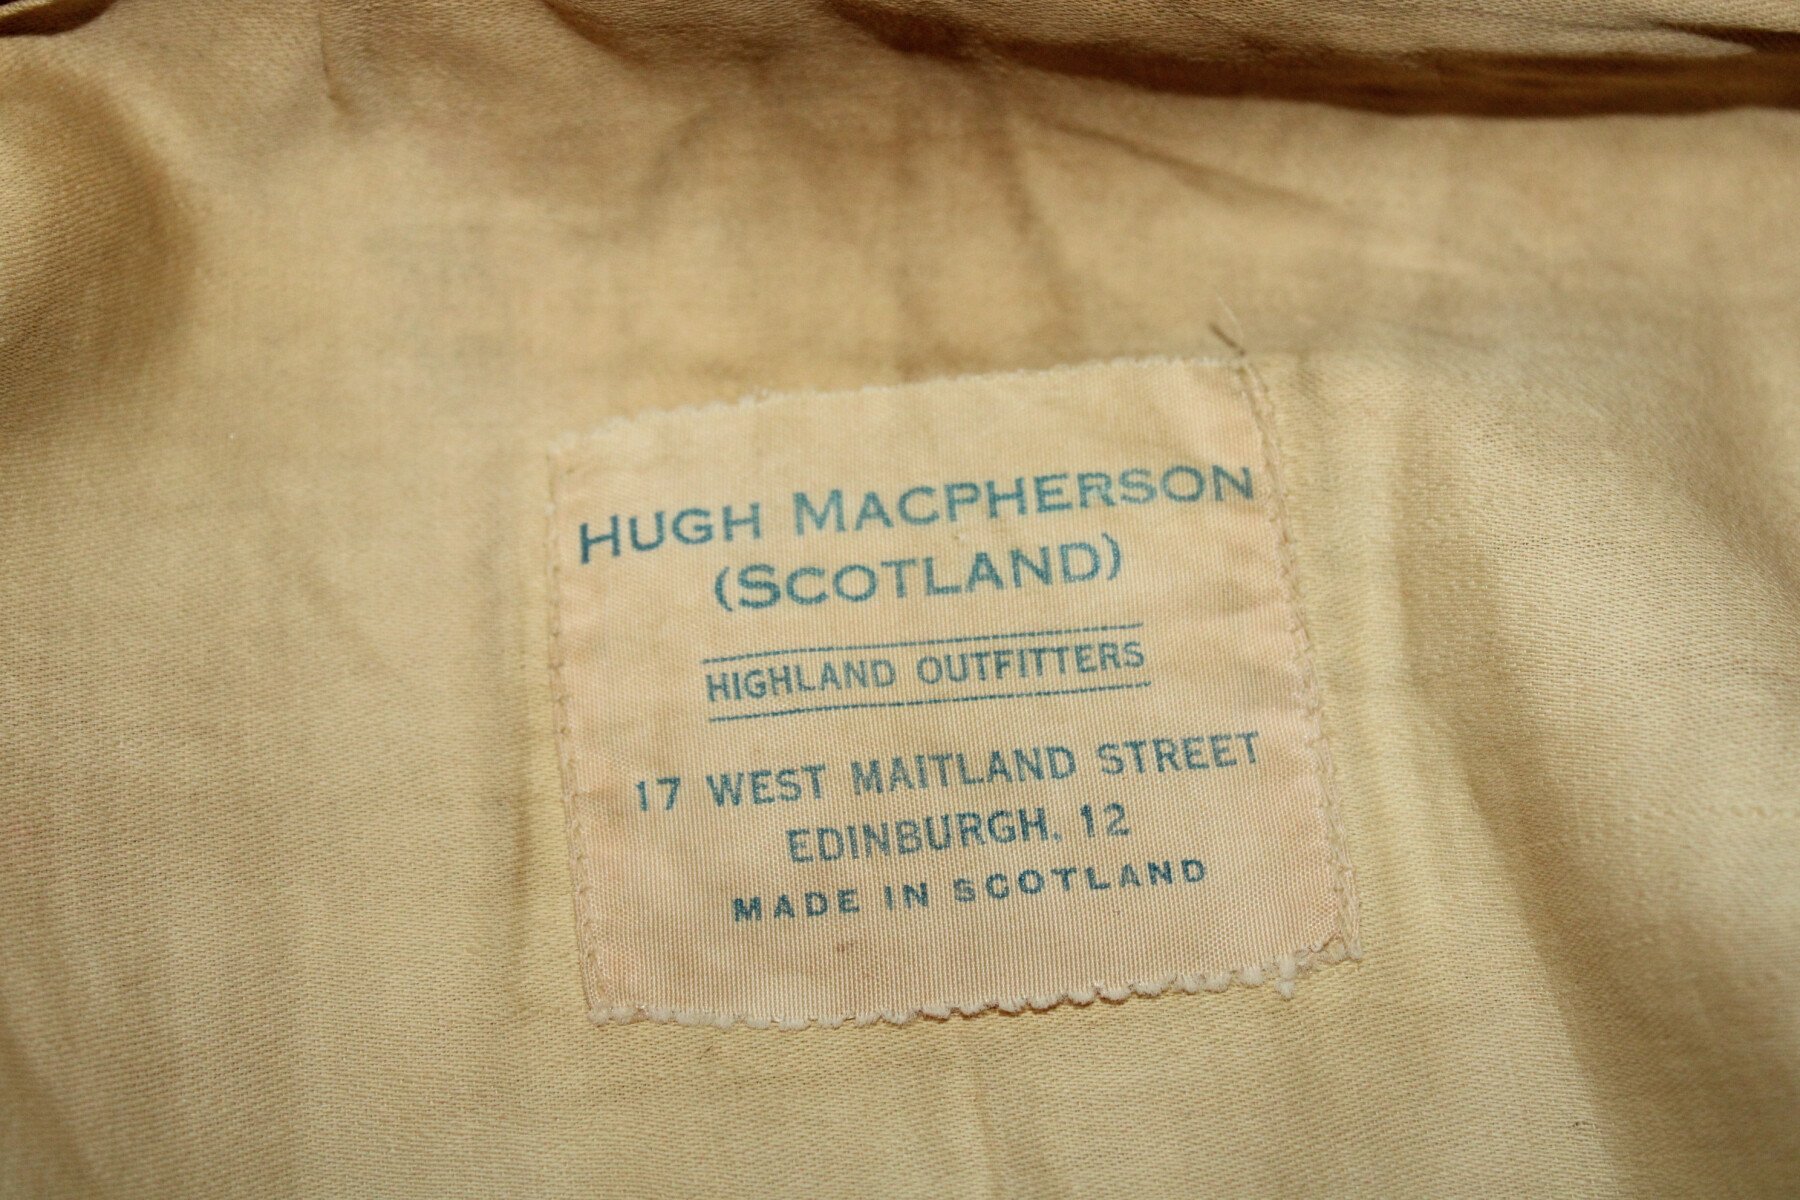 HUGH MACPHERSON
(SCOTLAND)
HIGHLAND OUTFITTERS
17 WEST MAITLAND STREET
EDINBURGH, 12
MADE IN SCOTLAND